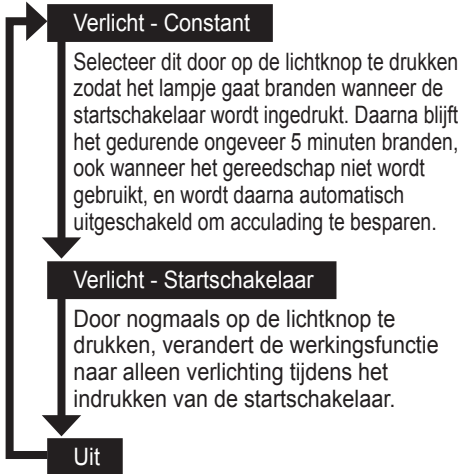 Verlicht - Constant
Selecteer dit door op de lichtknop te drukken
zodat het lampje gaat branden wanneer de
startschakelaar wordt ingedrukt. Daarna blijft
het gedurende ongeveer 5 minuten branden,
ook wanneer het gereedschap niet wordt
gebruikt, en wordt daarna automatisch
uitgeschakeld om acculading te besparen.
Verlicht - Startschakelaar
Door nogmaals op de lichtknop te
drukken, verandert de werkingsfunctie
naar alleen verlichting tijdens het
indrukken van de startschakelaar.
Uit